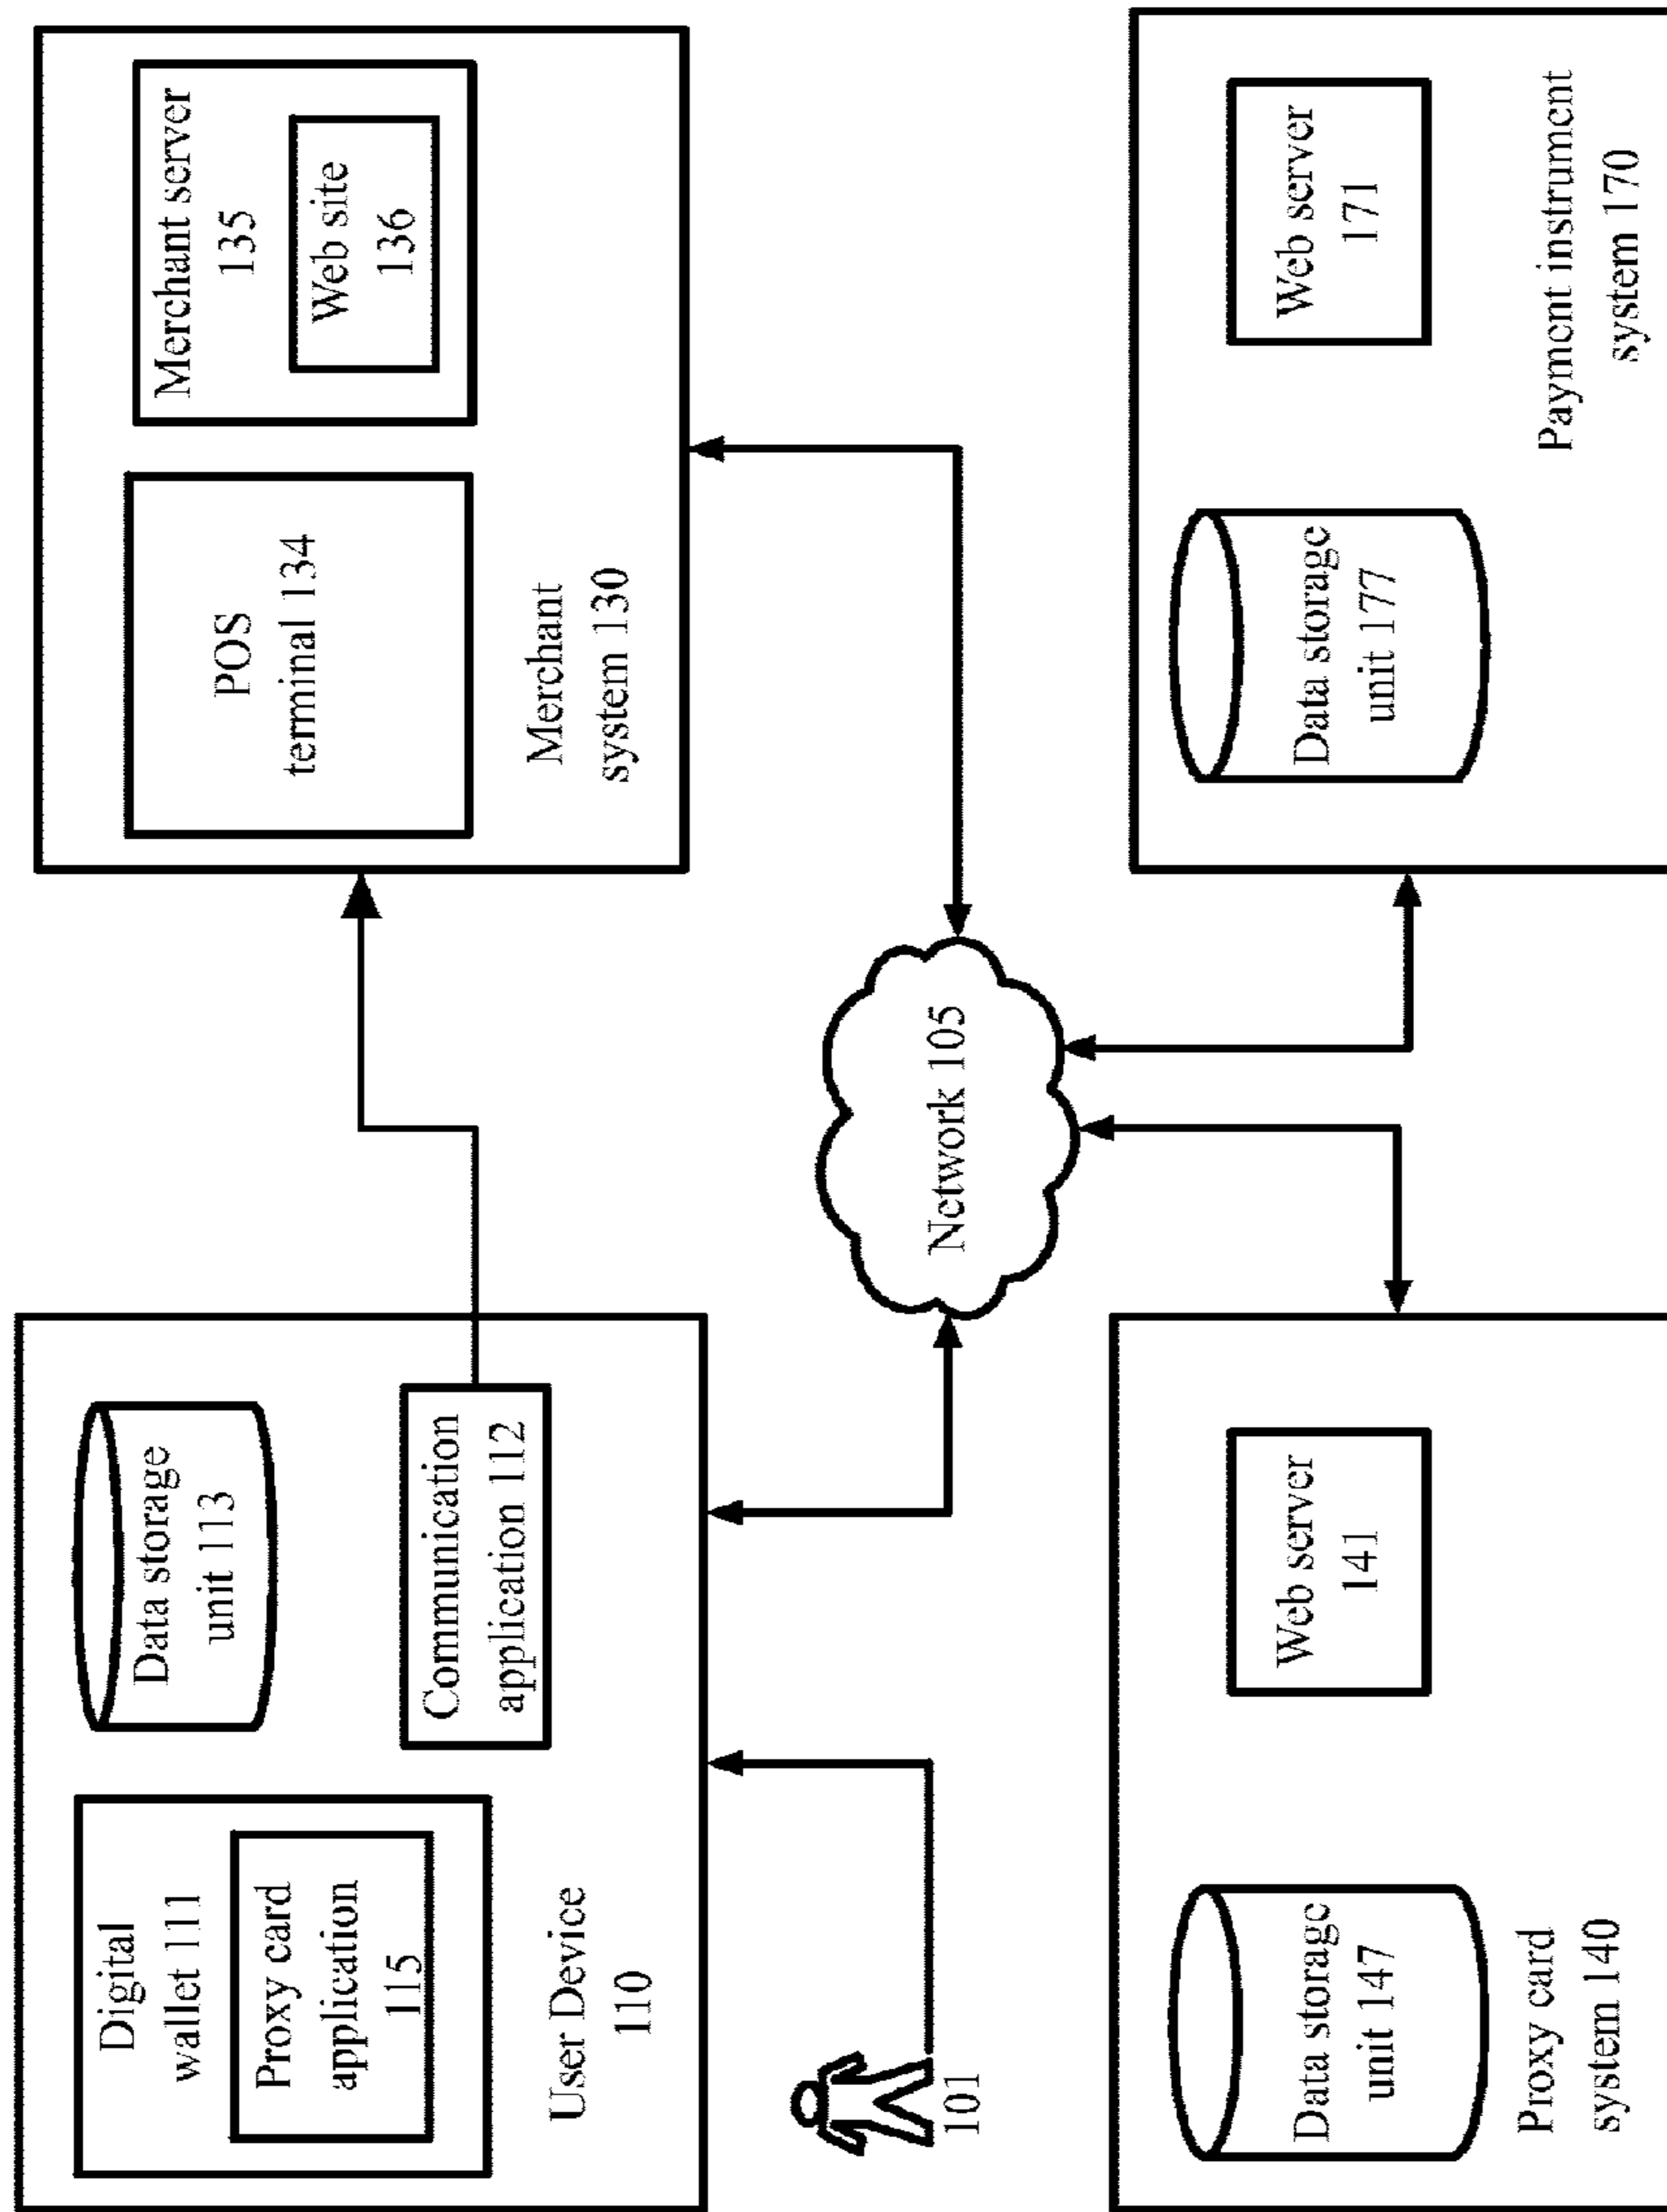 Digital
wallet 111
Proxy card
application
115
Data storage
unit 113
Communication
application 112
User Device
110
POS
terminal 134
Merchant server
135
Web site
136
Merchant
system 130
101
Network 105
Data storage
unit 147
Web server
141
Proxy card
system 140
Data storage
unit 177
Web server
171
Payment instrument
system 170